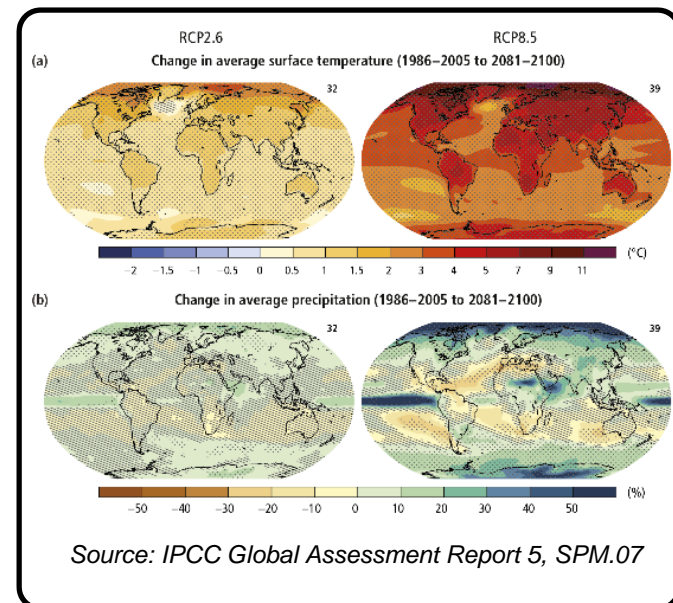 RCP2.6 RCP8.5
(a) Change in average surface temperature (1986–2005 to 2081–2100)
32 39
(°C)
−2 −1.5 −1 −0.5 0 0.5 1 1.5 2 3 4 5 7 9 11
(b) Change in average precipitation (1986–2005 to 2081–2100)
32 39
(%)
−50 −40 −30 −20 −10 0 10 20 30 40 50
Source: IPCC Global Assessment Report 5, SPM.07